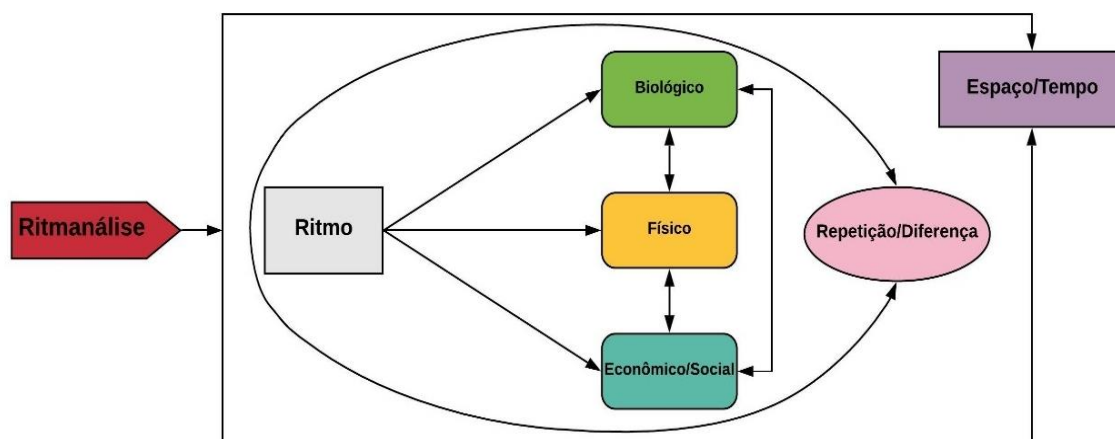 Ritmanálise
Ritmo
Biológico
Físico
Econômico/Social
Repetição/Diferença
Espaço/Tempo